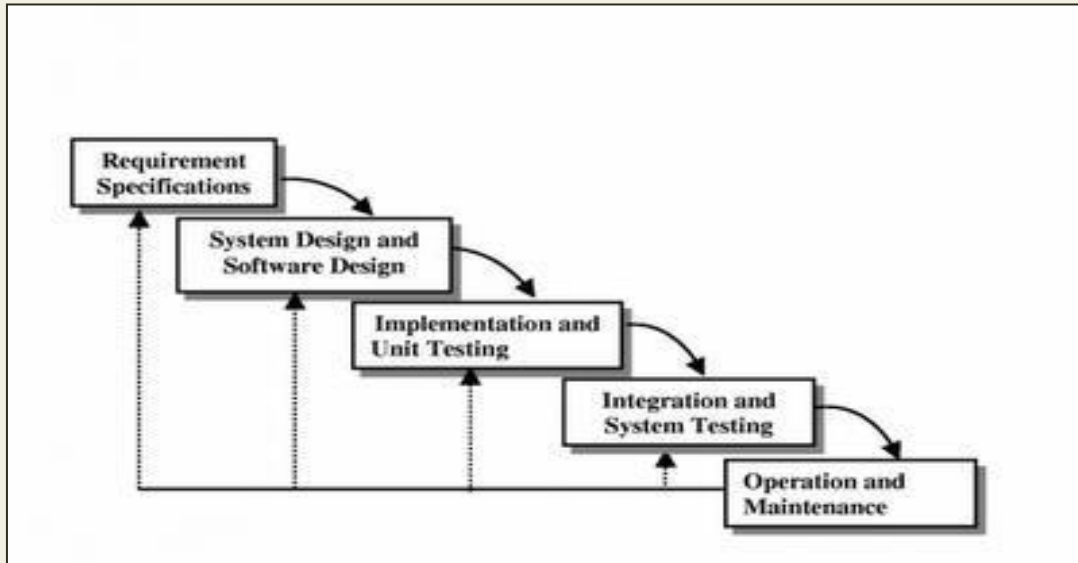 Requirement
Specifications
System Design and
Software Design
Implementation and
Unit Testing
Integration and
System Testing
Operation and
Maintenance